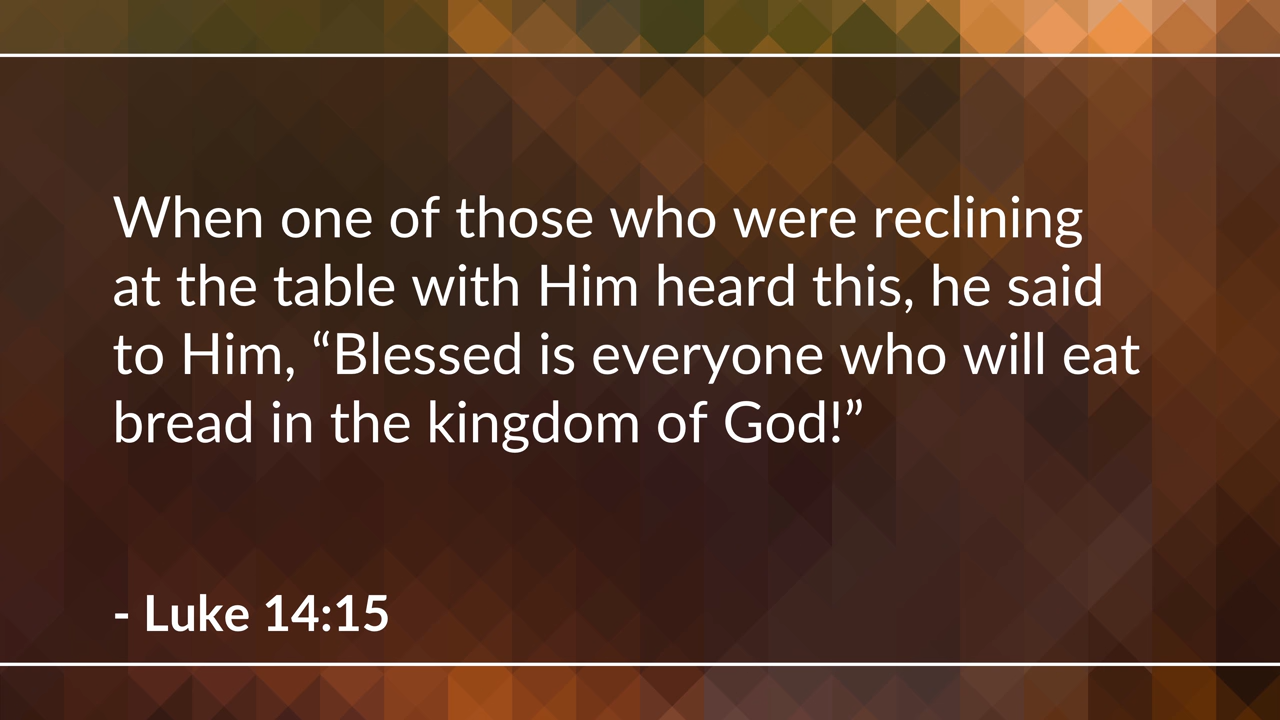 When one of those who were reclining
at the table with Him heard this, he said
to Him, “Blessed is everyone who will eat
bread in the kingdom of God!”
- Luke 14:15